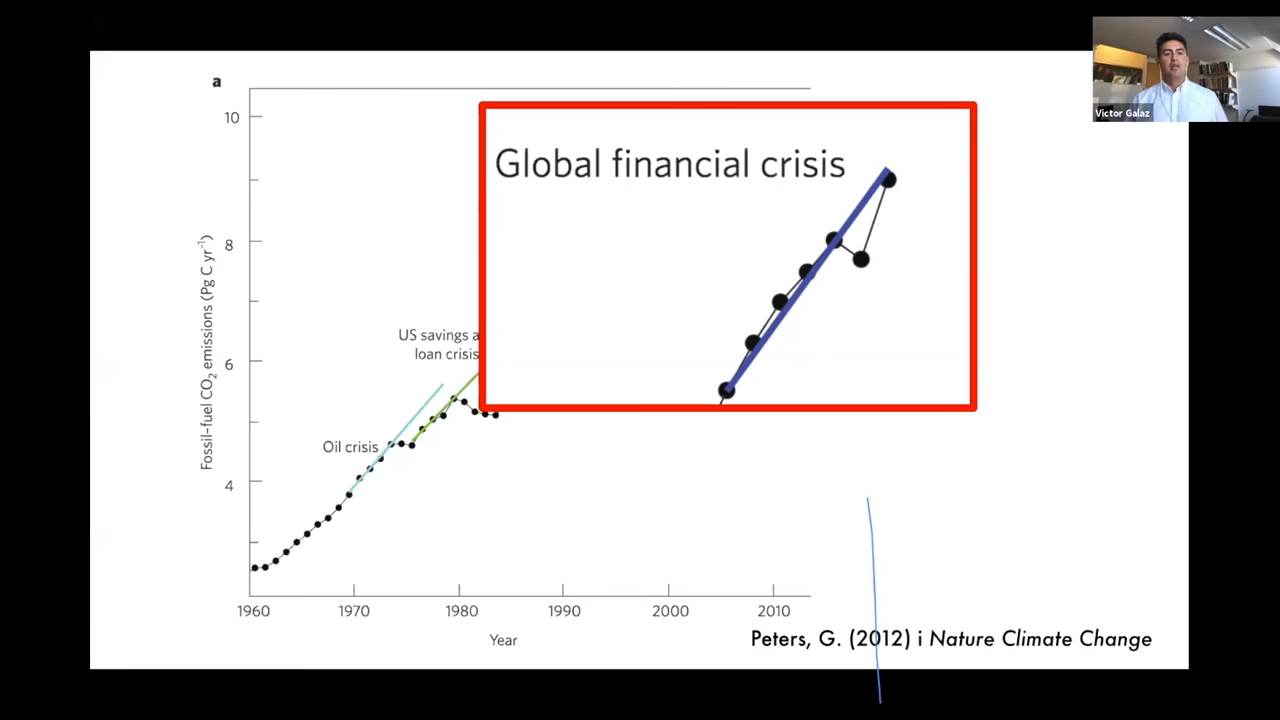 Victor Galaz
a
Global financial crisis
10
8
6
4
Fossil-fuel CO₂ emissions (Pg C yr⁻¹)
US savings a
loan crisis
Oil crisis
1960 1970 1980 1990 2000 2010
Year
Peters, G. (2012) i Nature Climate Change